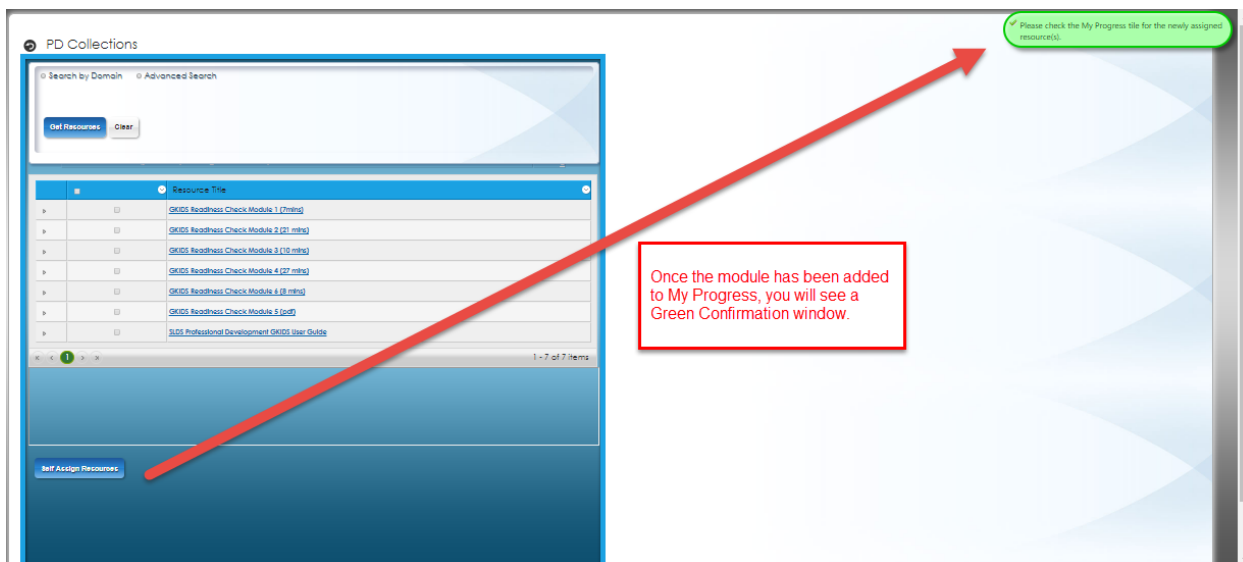 Please check the My Progress tile for the newly assigned
resource(s).
PD Collections
Search by Domain Advanced Search
Get Resources Clear
Resource Title
GKIDS Readiness Check Module 1 (7mins)
GKIDS Readiness Check Module 2 (21 mins)
GKIDS Readiness Check Module 3 (10 mins)
GKIDS Readiness Check Module 4 (27 mins)
GKIDS Readiness Check Module 6 (8 mins)
GKIDS Readiness Check Module 5 (pdf)
SLDS Professional Development GKIDS User Guide
1 1 - 7 of 7 items
Once the module has been added
to My Progress, you will see a
Green Confirmation window.
Self Assign Resources